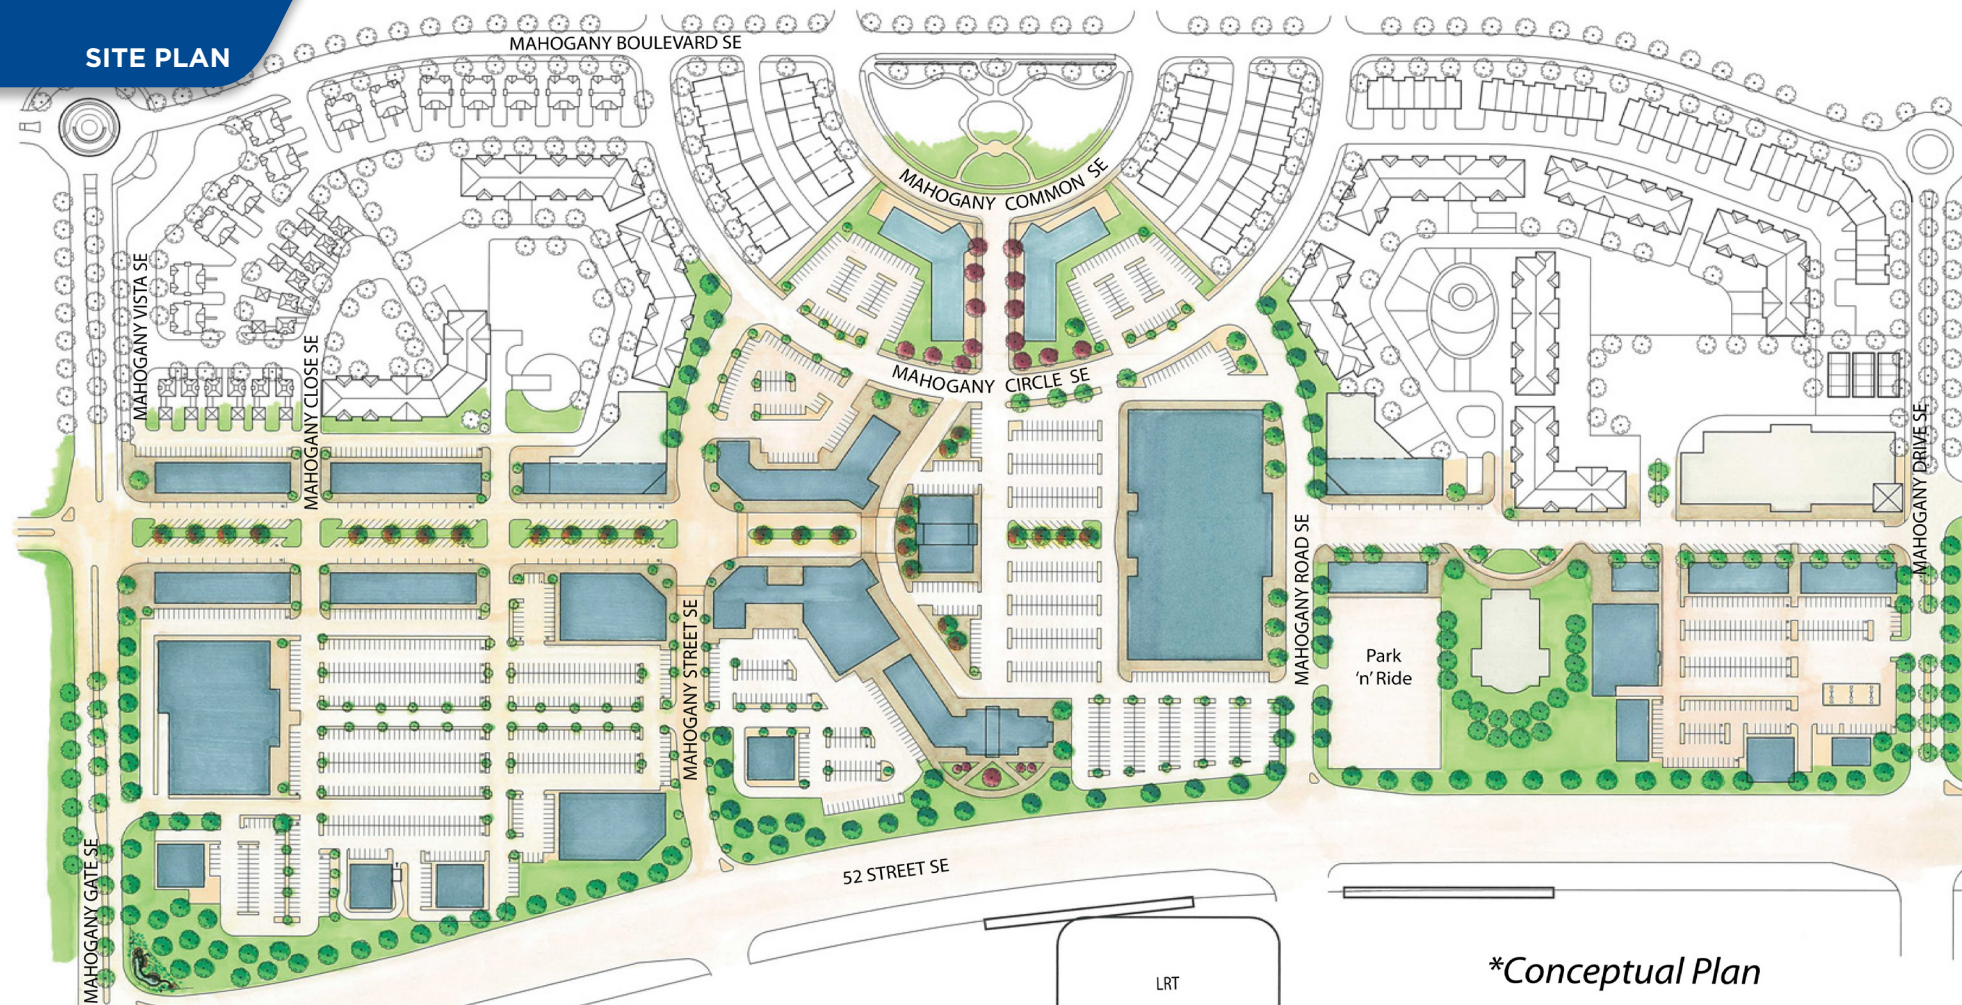 SITE PLAN
MAHOGANY BOULEVARD SE
MAHOGANY COMMON SE
MAHOGANY VISTA SE
MAHOGANY CLOSE SE
MAHOGANY CIRCLE SE
MAHOGANY DRIVE SE
MAHOGANY ROAD SE
MAHOGANY STREET SE
Park
'n' Ride
MAHOGANY GATE SE
52 STREET SE
LRT
*Conceptual Plan